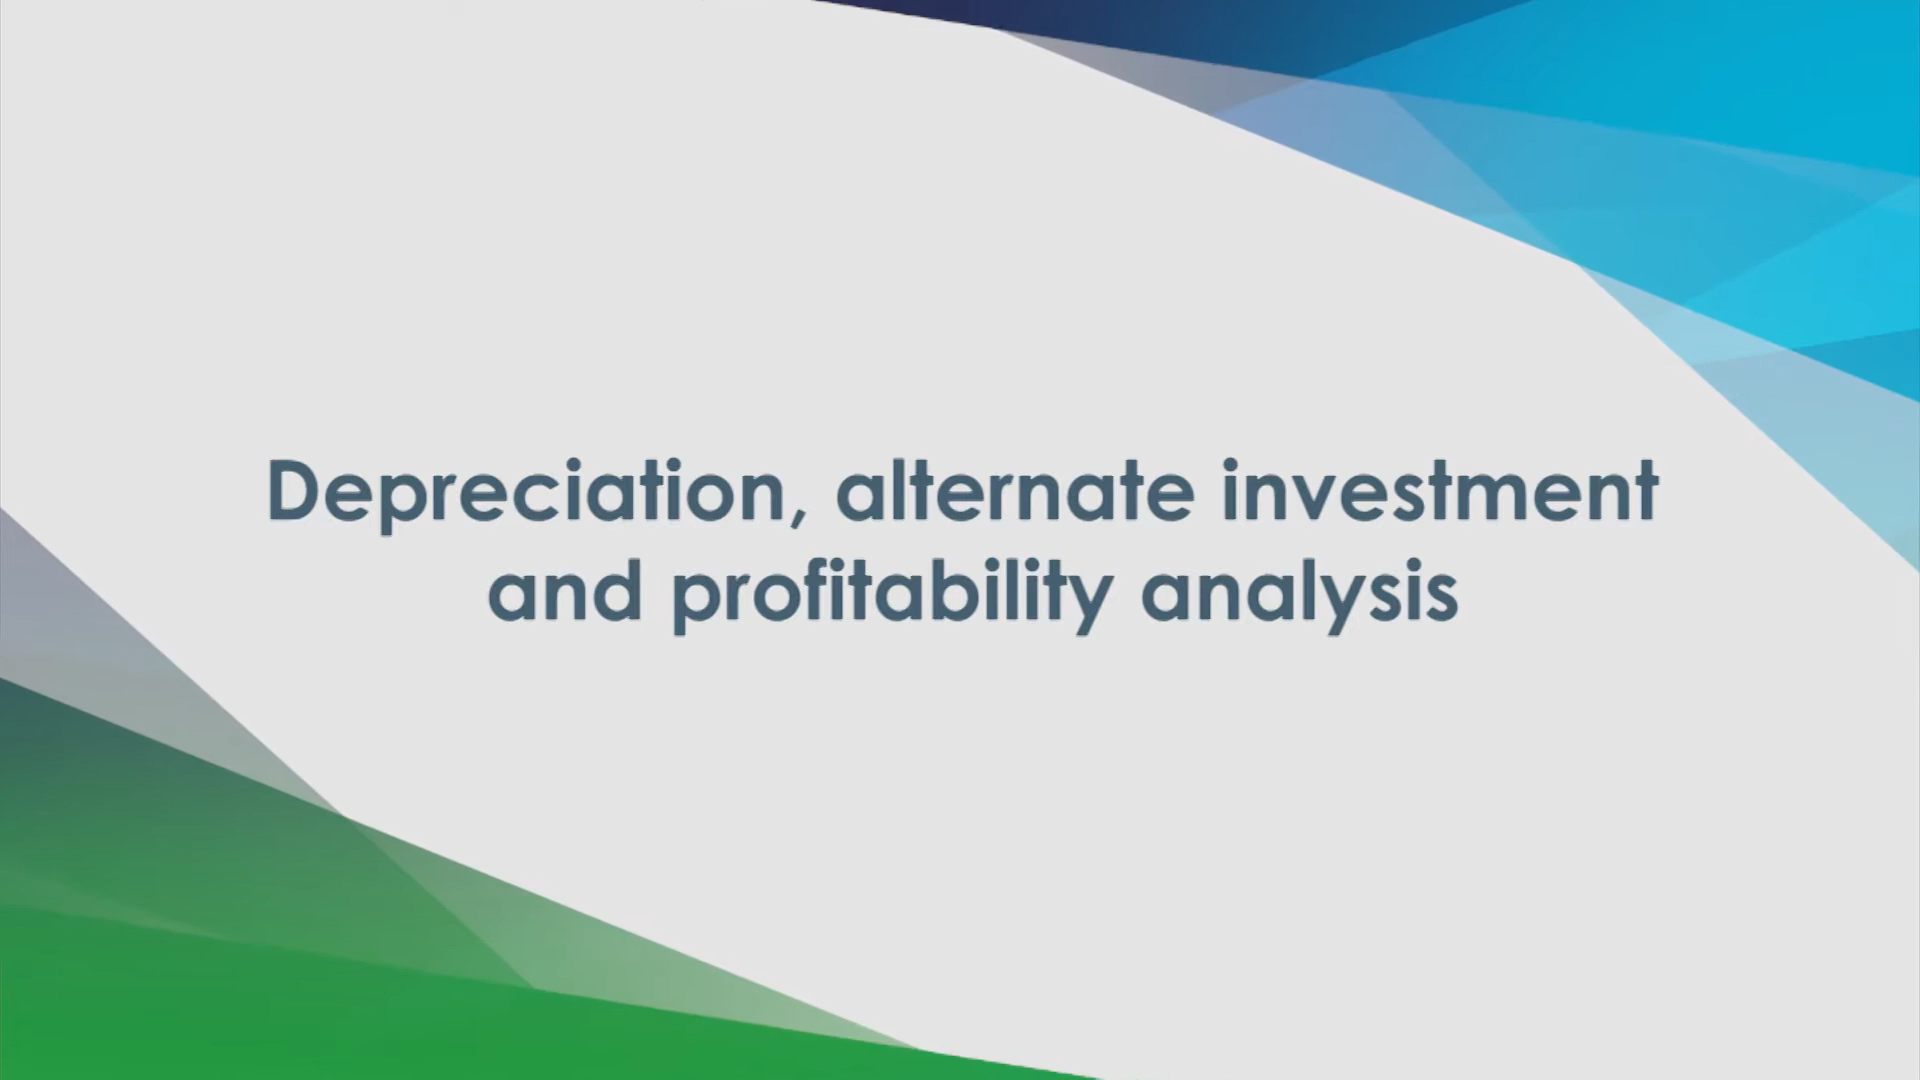 Depreciation, alternate investment
and profitability analysis